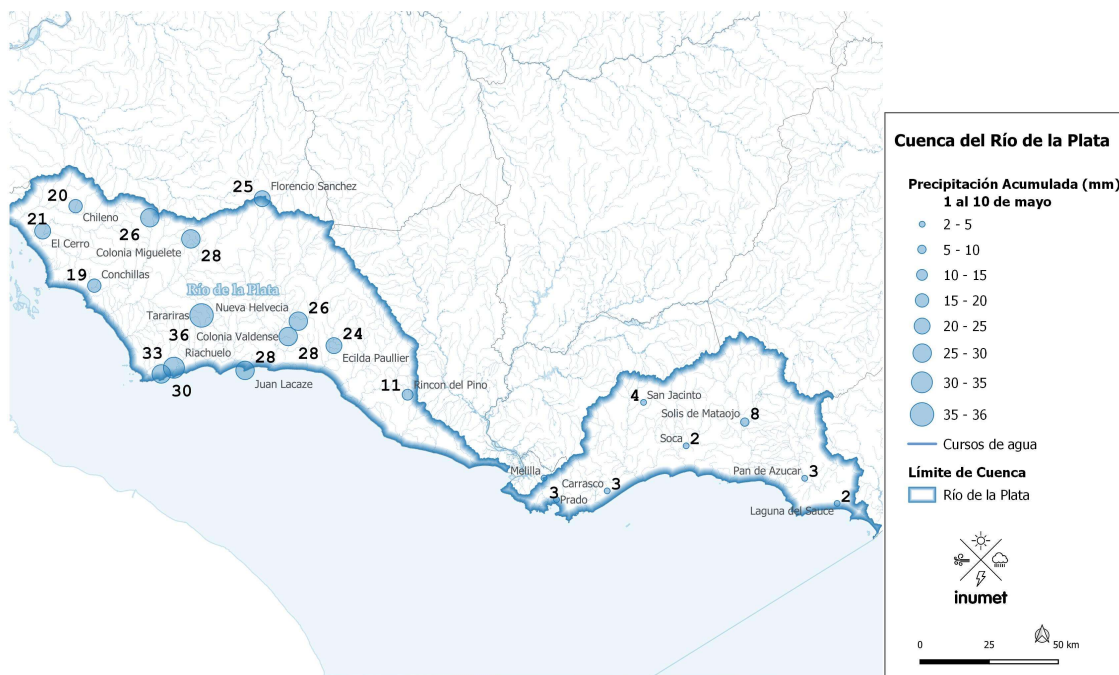 25
Florencio Sanchez
20
Chileno
21
El Cerro
26
Colonia Miguelete
28
19
Conchillas
Río de la Plata
Nueva Helvecia
26
Tarariras
36
Colonia Valdense
28
24
Ecilda Paullier
33
Riachuelo
30
28
Juan Lacaze
11
Rincon del Pino
4
San Jacinto
Solis de Mataojo
8
Soca
2
Melilla
3
Prado
Carrasco
3
Pan de Azucar
3
Laguna del Sauce
2
Cuenca del Río de la Plata
Precipitación Acumulada (mm)
1 al 10 de mayo
2 - 5
5 - 10
10 - 15
15 - 20
20 - 25
25 - 30
30 - 35
35 - 36
Cursos de agua
Límite de Cuenca
Río de la Plata
inumet
0 25 50 km